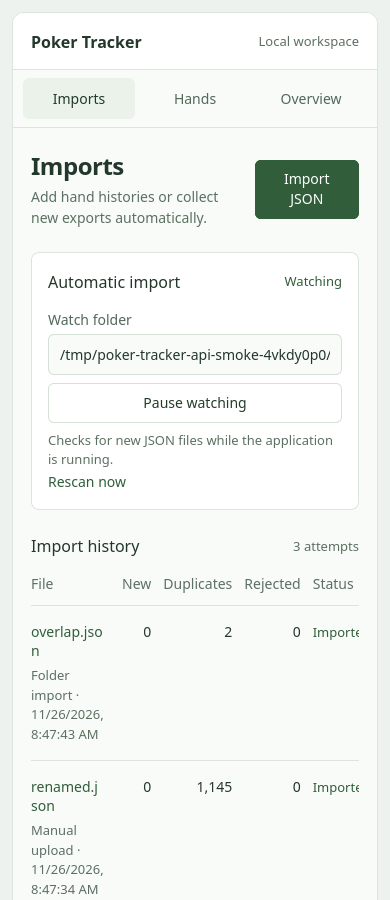 Poker Tracker
Local workspace
Imports
Hands
Overview
Imports
Add hand histories or collect
new exports automatically.
Import
JSON
Automatic import
Watching
Watch folder
/tmp/poker-tracker-api-smoke-4vkdy0p0/
Pause watching
Checks for new JSON files while the application
is running.
Rescan now
Import history
3 attempts
File New Duplicates Rejected Status
overlap.jso 0 2 0 Importe
n
Folder
import ·
11/26/2026,
8:47:43 AM
renamed.j 0 1,145 0 Importe
son
Manual
upload ·
11/26/2026,
8:47:34 AM